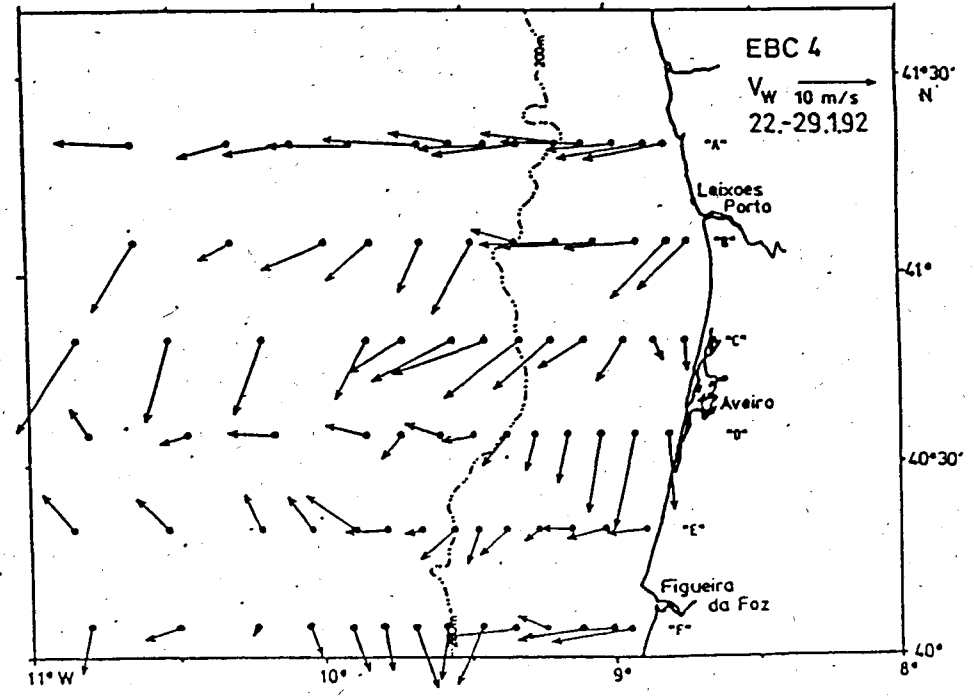 EBC 4
Vw 10 m/s
22.-29.1.92
41°30'
N
200m
"A"
Leixoes
Porto
"B"
41°
"C"
Aveiro
"D"
40°30'
"E"
Figueira
da Foz
"F"
200m
40°
11° W
10°
9°
8°